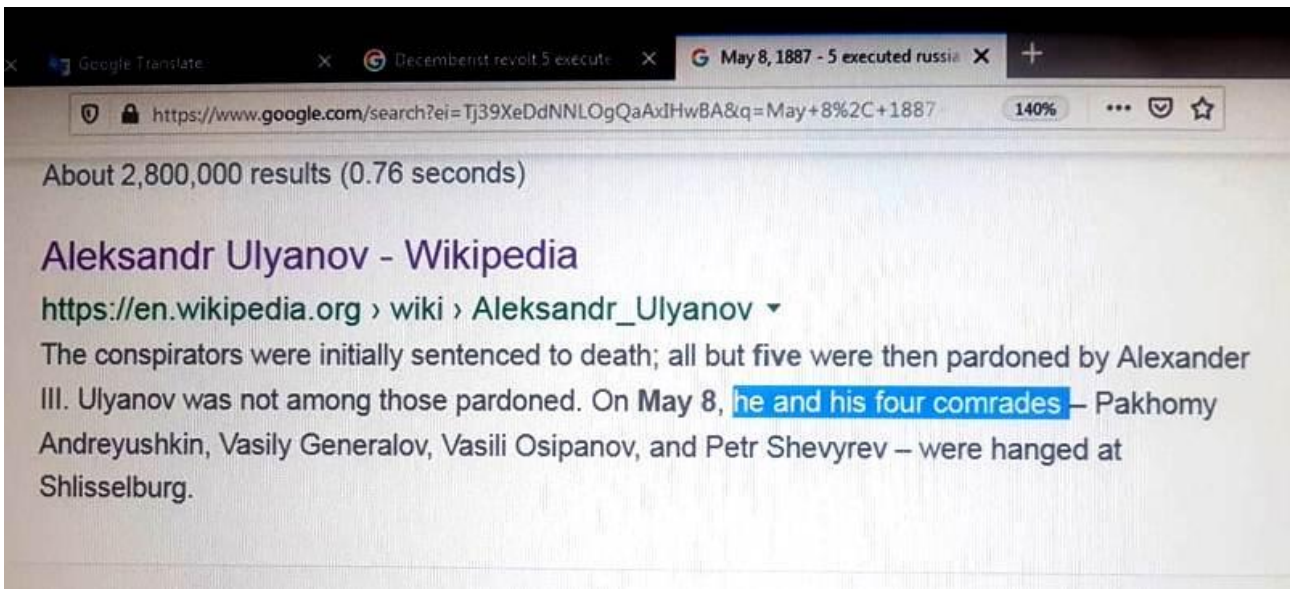 Google Translate
Decembrist revolt 5 execute
May 8, 1887 - 5 executed russia
https://www.google.com/search?ei=Tj39XeDdNNLOgQaAxIHwBA&q=May+8%2C+1887
140%
About 2,800,000 results (0.76 seconds)
Aleksandr Ulyanov - Wikipedia
https://en.wikipedia.org › wiki › Aleksandr_Ulyanov
The conspirators were initially sentenced to death; all but five were then pardoned by Alexander
III. Ulyanov was not among those pardoned. On May 8, he and his four comrades – Pakhomy
Andreyushkin, Vasily Generalov, Vasili Osipanov, and Petr Shevyrev – were hanged at
Shlisselburg.